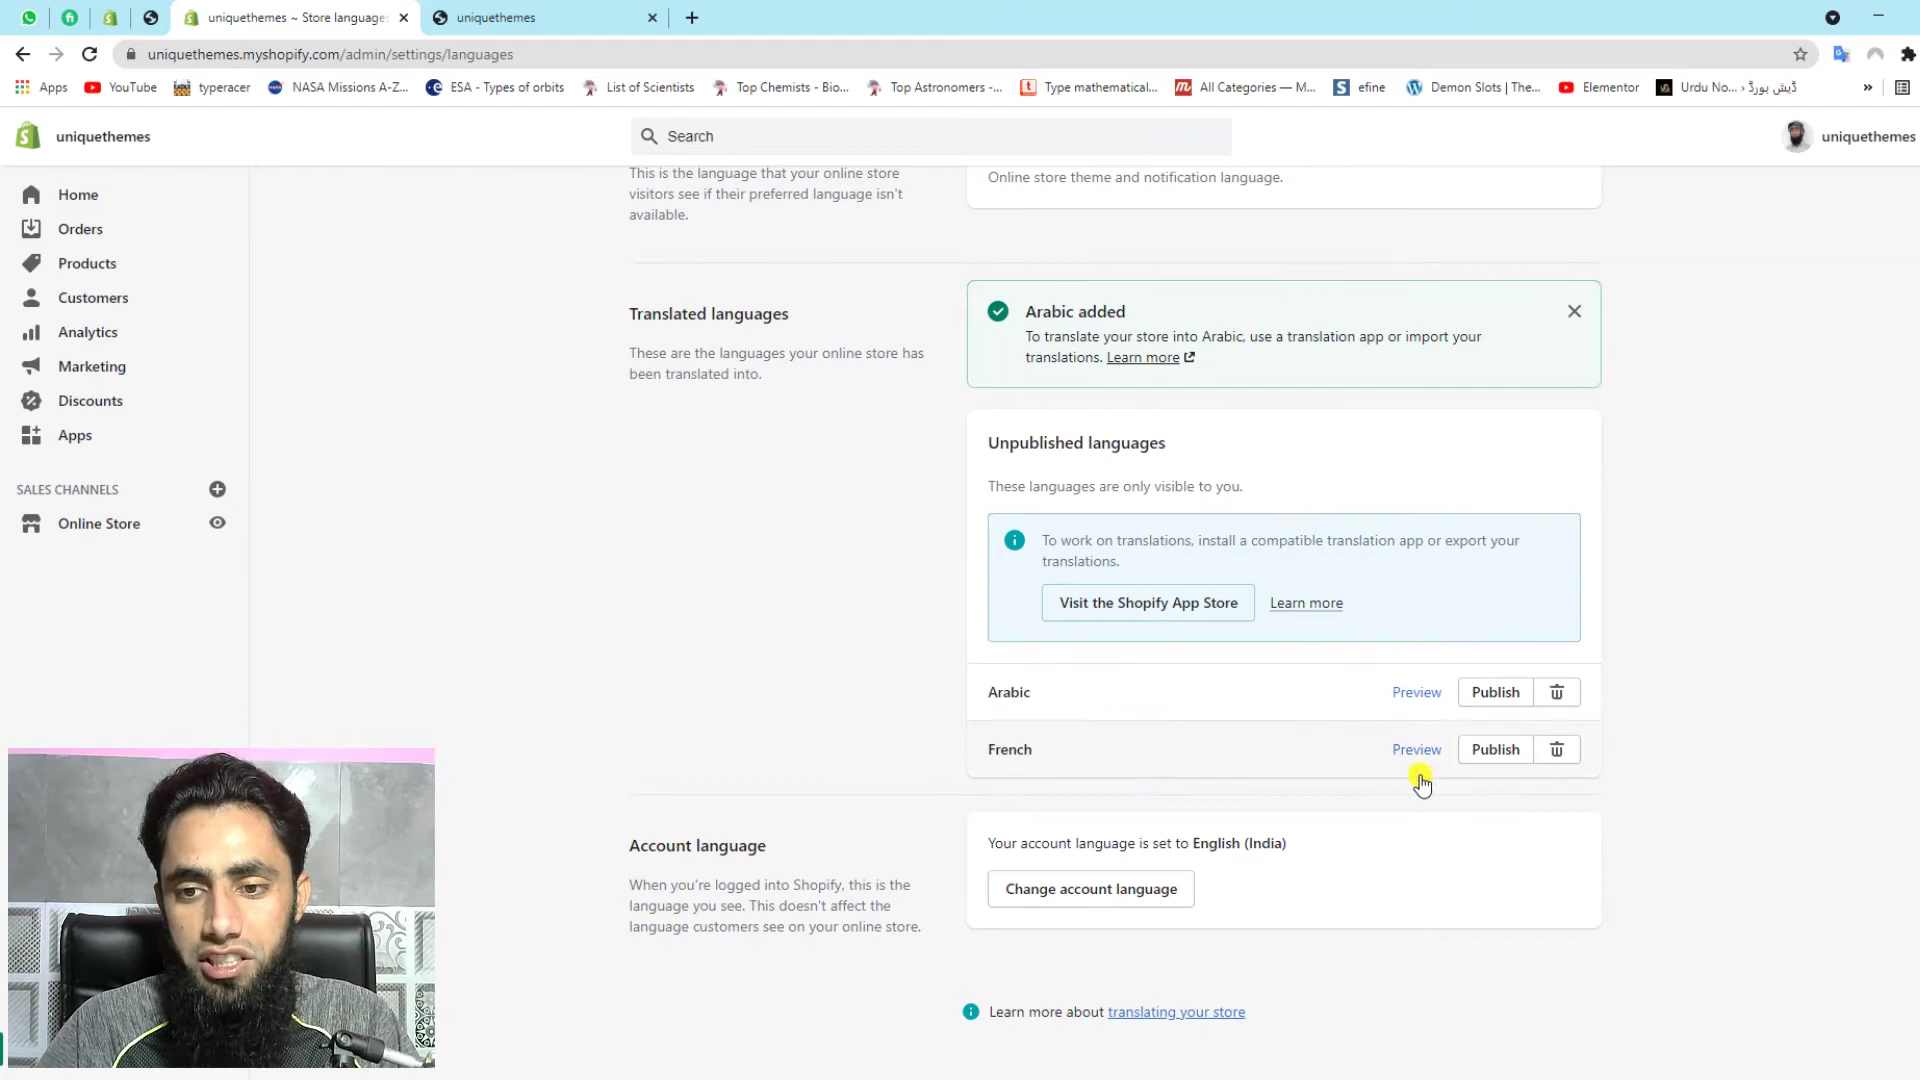 uniquethemes ~ Store languages
uniquethemes
uniquethemes.myshopify.com/admin/settings/languages
Apps
YouTube
typeracer
NASA Missions A-Z...
ESA - Types of orbits
List of Scientists
Top Chemists - Bio...
Top Astronomers -...
Type mathematical...
All Categories — M...
efine
Demon Slots | The...
Elementor
Urdu No... › ڈیش بورڈ
»
uniquethemes
Search
uniquethemes
Home
Orders
Products
Customers
Analytics
Marketing
Discounts
Apps
SALES CHANNELS
Online Store
This is the language that your online store
visitors see if their preferred language isn't
available.
Online store theme and notification language.
Translated languages
These are the languages your online store has
been translated into.
Arabic added
To translate your store into Arabic, use a translation app or import your
translations. Learn more
Unpublished languages
These languages are only visible to you.
To work on translations, install a compatible translation app or export your
translations.
Visit the Shopify App Store
Learn more
Arabic
Preview
Publish
French
Preview
Publish
Account language
When you're logged into Shopify, this is the
language you see. This doesn't affect the
language customers see on your online store.
Your account language is set to English (India)
Change account language
Learn more about translating your store